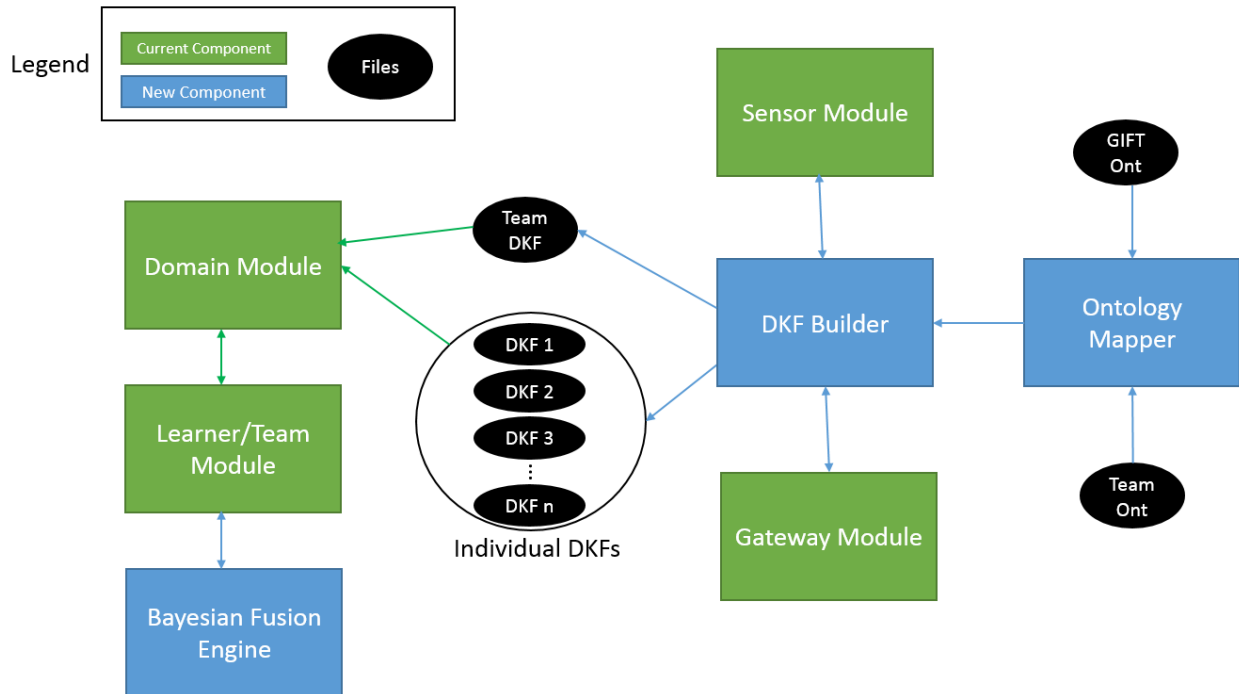 Legend
Current Component
New Component
Files
Sensor Module
GIFT
Ont
Team
DKF
Domain Module
DKF Builder
Ontology
Mapper
DKF 1
DKF 2
DKF 3
DKF n
Individual DKFs
Learner/Team
Module
Gateway Module
Team
Ont
Bayesian Fusion
Engine